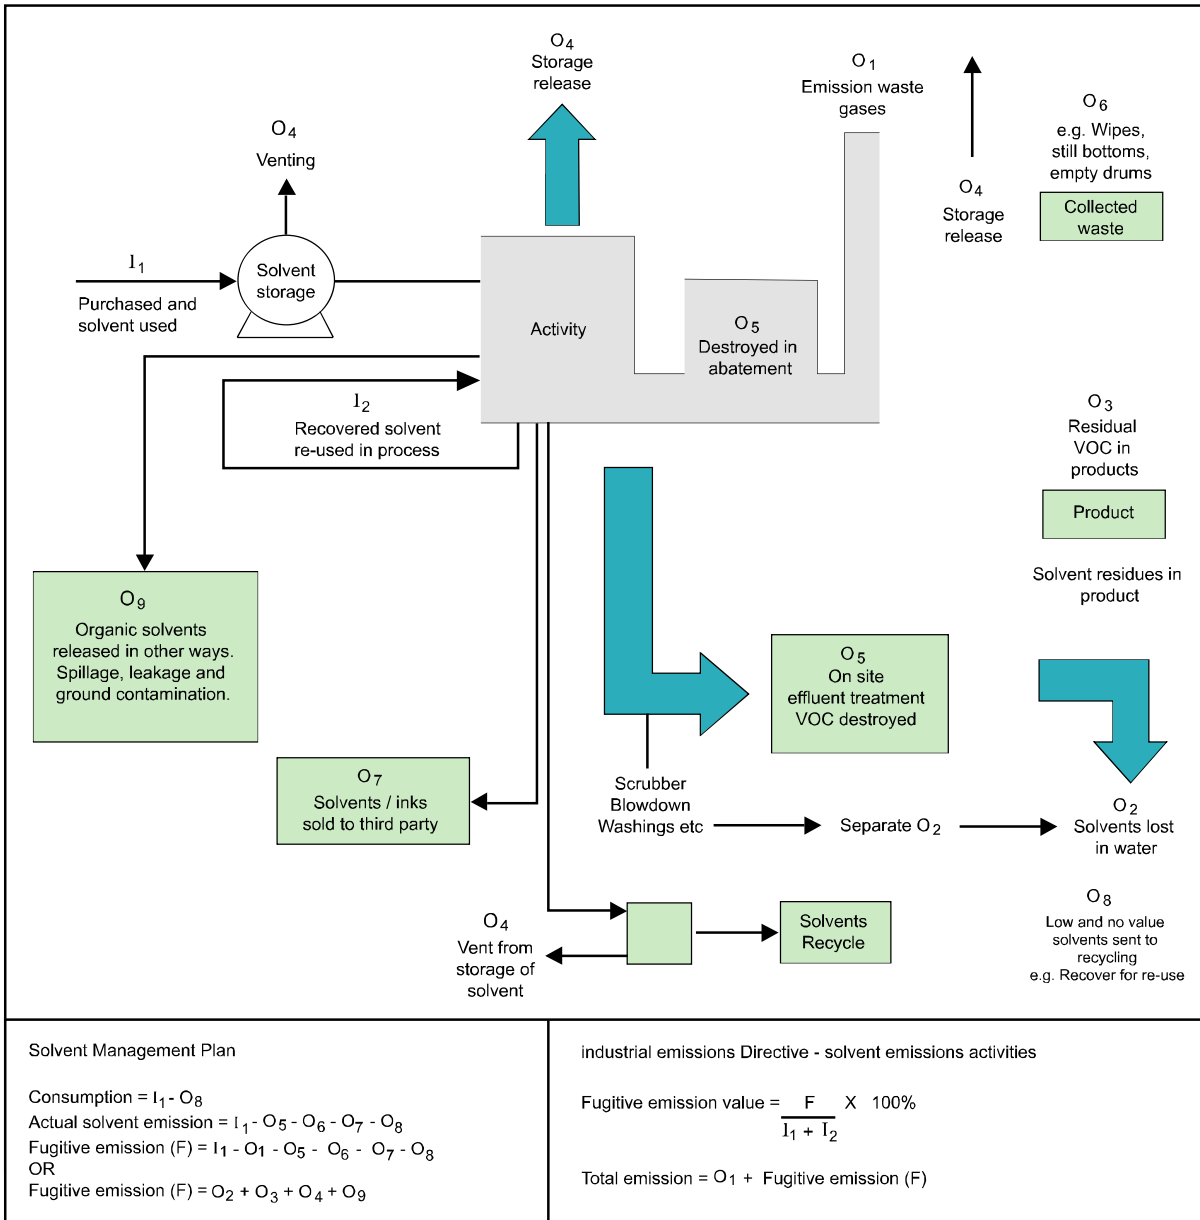 O4
Storage
release
O1
Emission waste
gases
O6
e.g. Wipes,
still bottoms,
empty drums
Collected
waste
O4
Venting
O4
Storage
release
I1
Purchased and
solvent used
Solvent
storage
Activity
O5
Destroyed in
abatement
I2
Recovered solvent
re-used in process
O3
Residual
VOC in
products
Product
Solvent residues in
product
O9
Organic solvents
released in other ways.
Spillage, leakage and
ground contamination.
O5
On site
effluent treatment
VOC destroyed
O7
Solvents / inks
sold to third party
Scrubber
Blowdown
Washings etc
Separate O2
O2
Solvents lost
in water
O4
Vent from
storage of
solvent
Solvents
Recycle
O8
Low and no value
solvents sent to
recycling
e.g. Recover for re-use
Solvent Management Plan
Consumption = I1 - O8
Actual solvent emission = I1 - O5 - O6 - O7 - O8
Fugitive emission (F) = I1 - O1 - O5 - O6 - O7 - O8
OR
Fugitive emission (F) = O2 + O3 + O4 + O9
industrial emissions Directive - solvent emissions activities
Fugitive emission value = F X 100%
I1 + I2
Total emission = O1 + Fugitive emission (F)